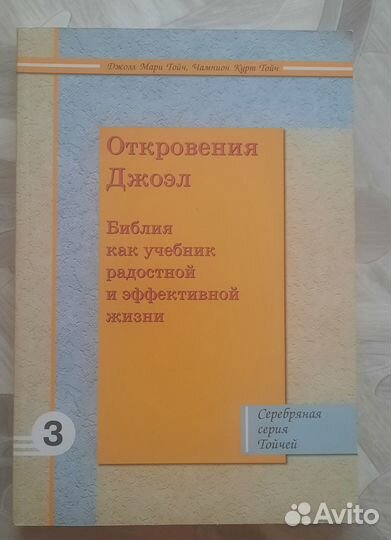 Джоэл Мари Тойч, Чампион Курт Тойч
Откровения
Джоэл
Библия
как учебник
радостной
и эффективной
жизни
3
Серебряная
серия
Тойчей
Avito